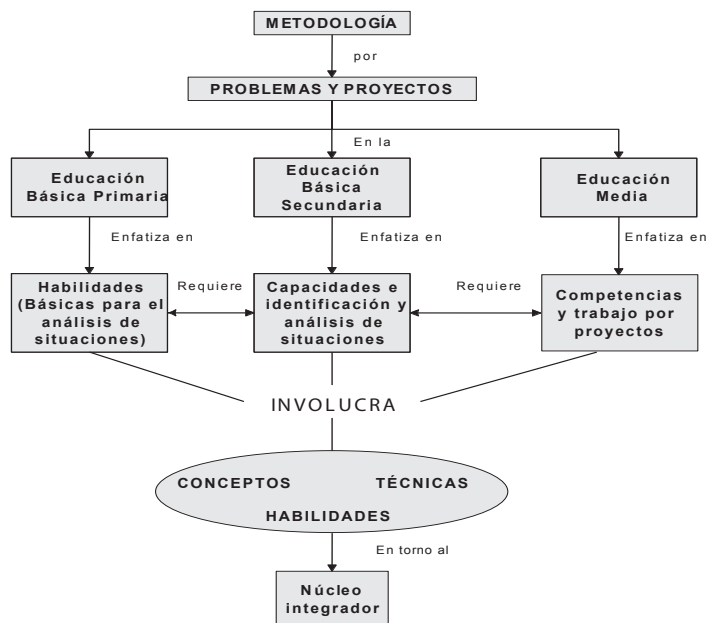 METODOLOGÍA
por
PROBLEMAS Y PROYECTOS
En la
Educación
Básica Primaria
Educación
Básica
Secundaria
Educación
Media
Enfatiza en
Enfatiza en
Enfatiza en
Habilidades
(Básicas para el
análisis de
situaciones)
Requiere
Capacidades e
identificación y
análisis de
situaciones
Requiere
Competencias
y trabajo por
proyectos
INVOLUCRA
CONCEPTOS TÉCNICAS
HABILIDADES
En torno al
Núcleo
integrador